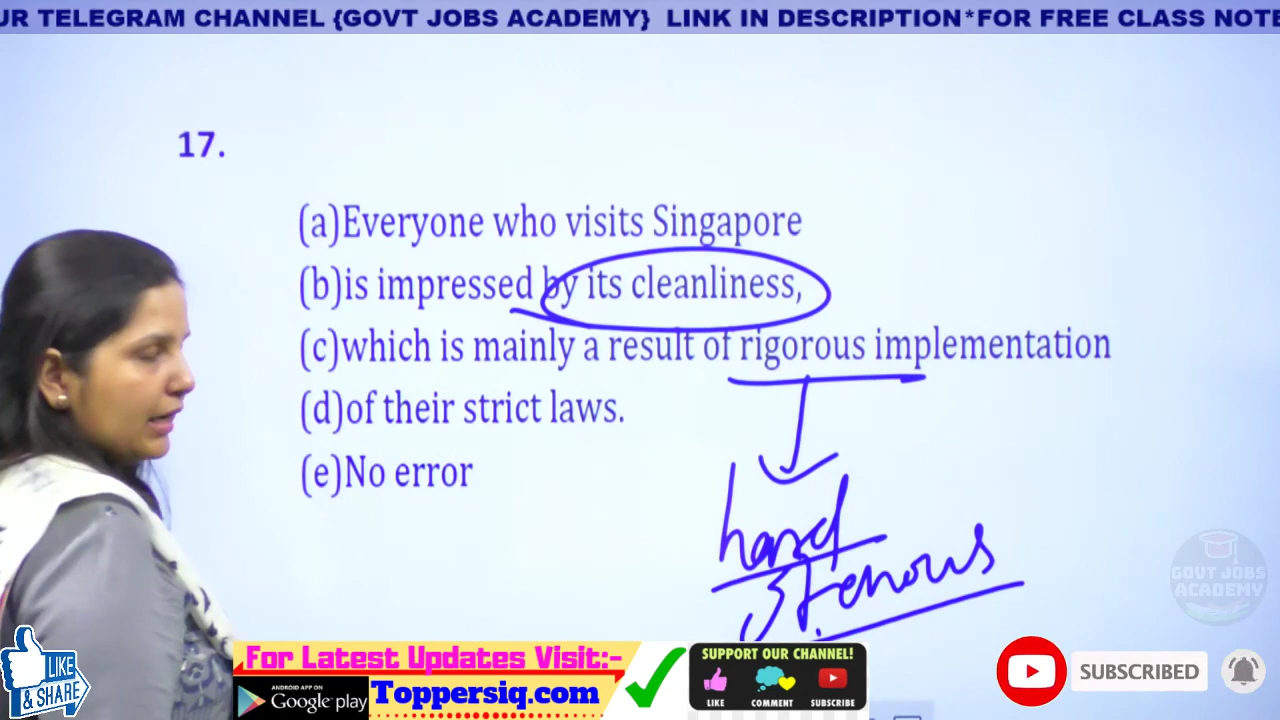 UR TELEGRAM CHANNEL {GOVT JOBS ACADEMY} LINK IN DESCRIPTION*FOR FREE CLASS NOTE
17.
(a)Everyone who visits Singapore
(b)is impressed by its cleanliness,
(c)which is mainly a result of rigorous implementation
(d)of their strict laws.
(e)No error
hard
Strenous
GOVT JOBS
ACADEMY
LIKE
& SHARE
For Latest Updates Visit:-
ANDROID APP ON
Google play
Toppersiq.com
SUPPORT OUR CHANNEL!
LIKE
COMMENT
SUBSCRIBE
SUBSCRIBED